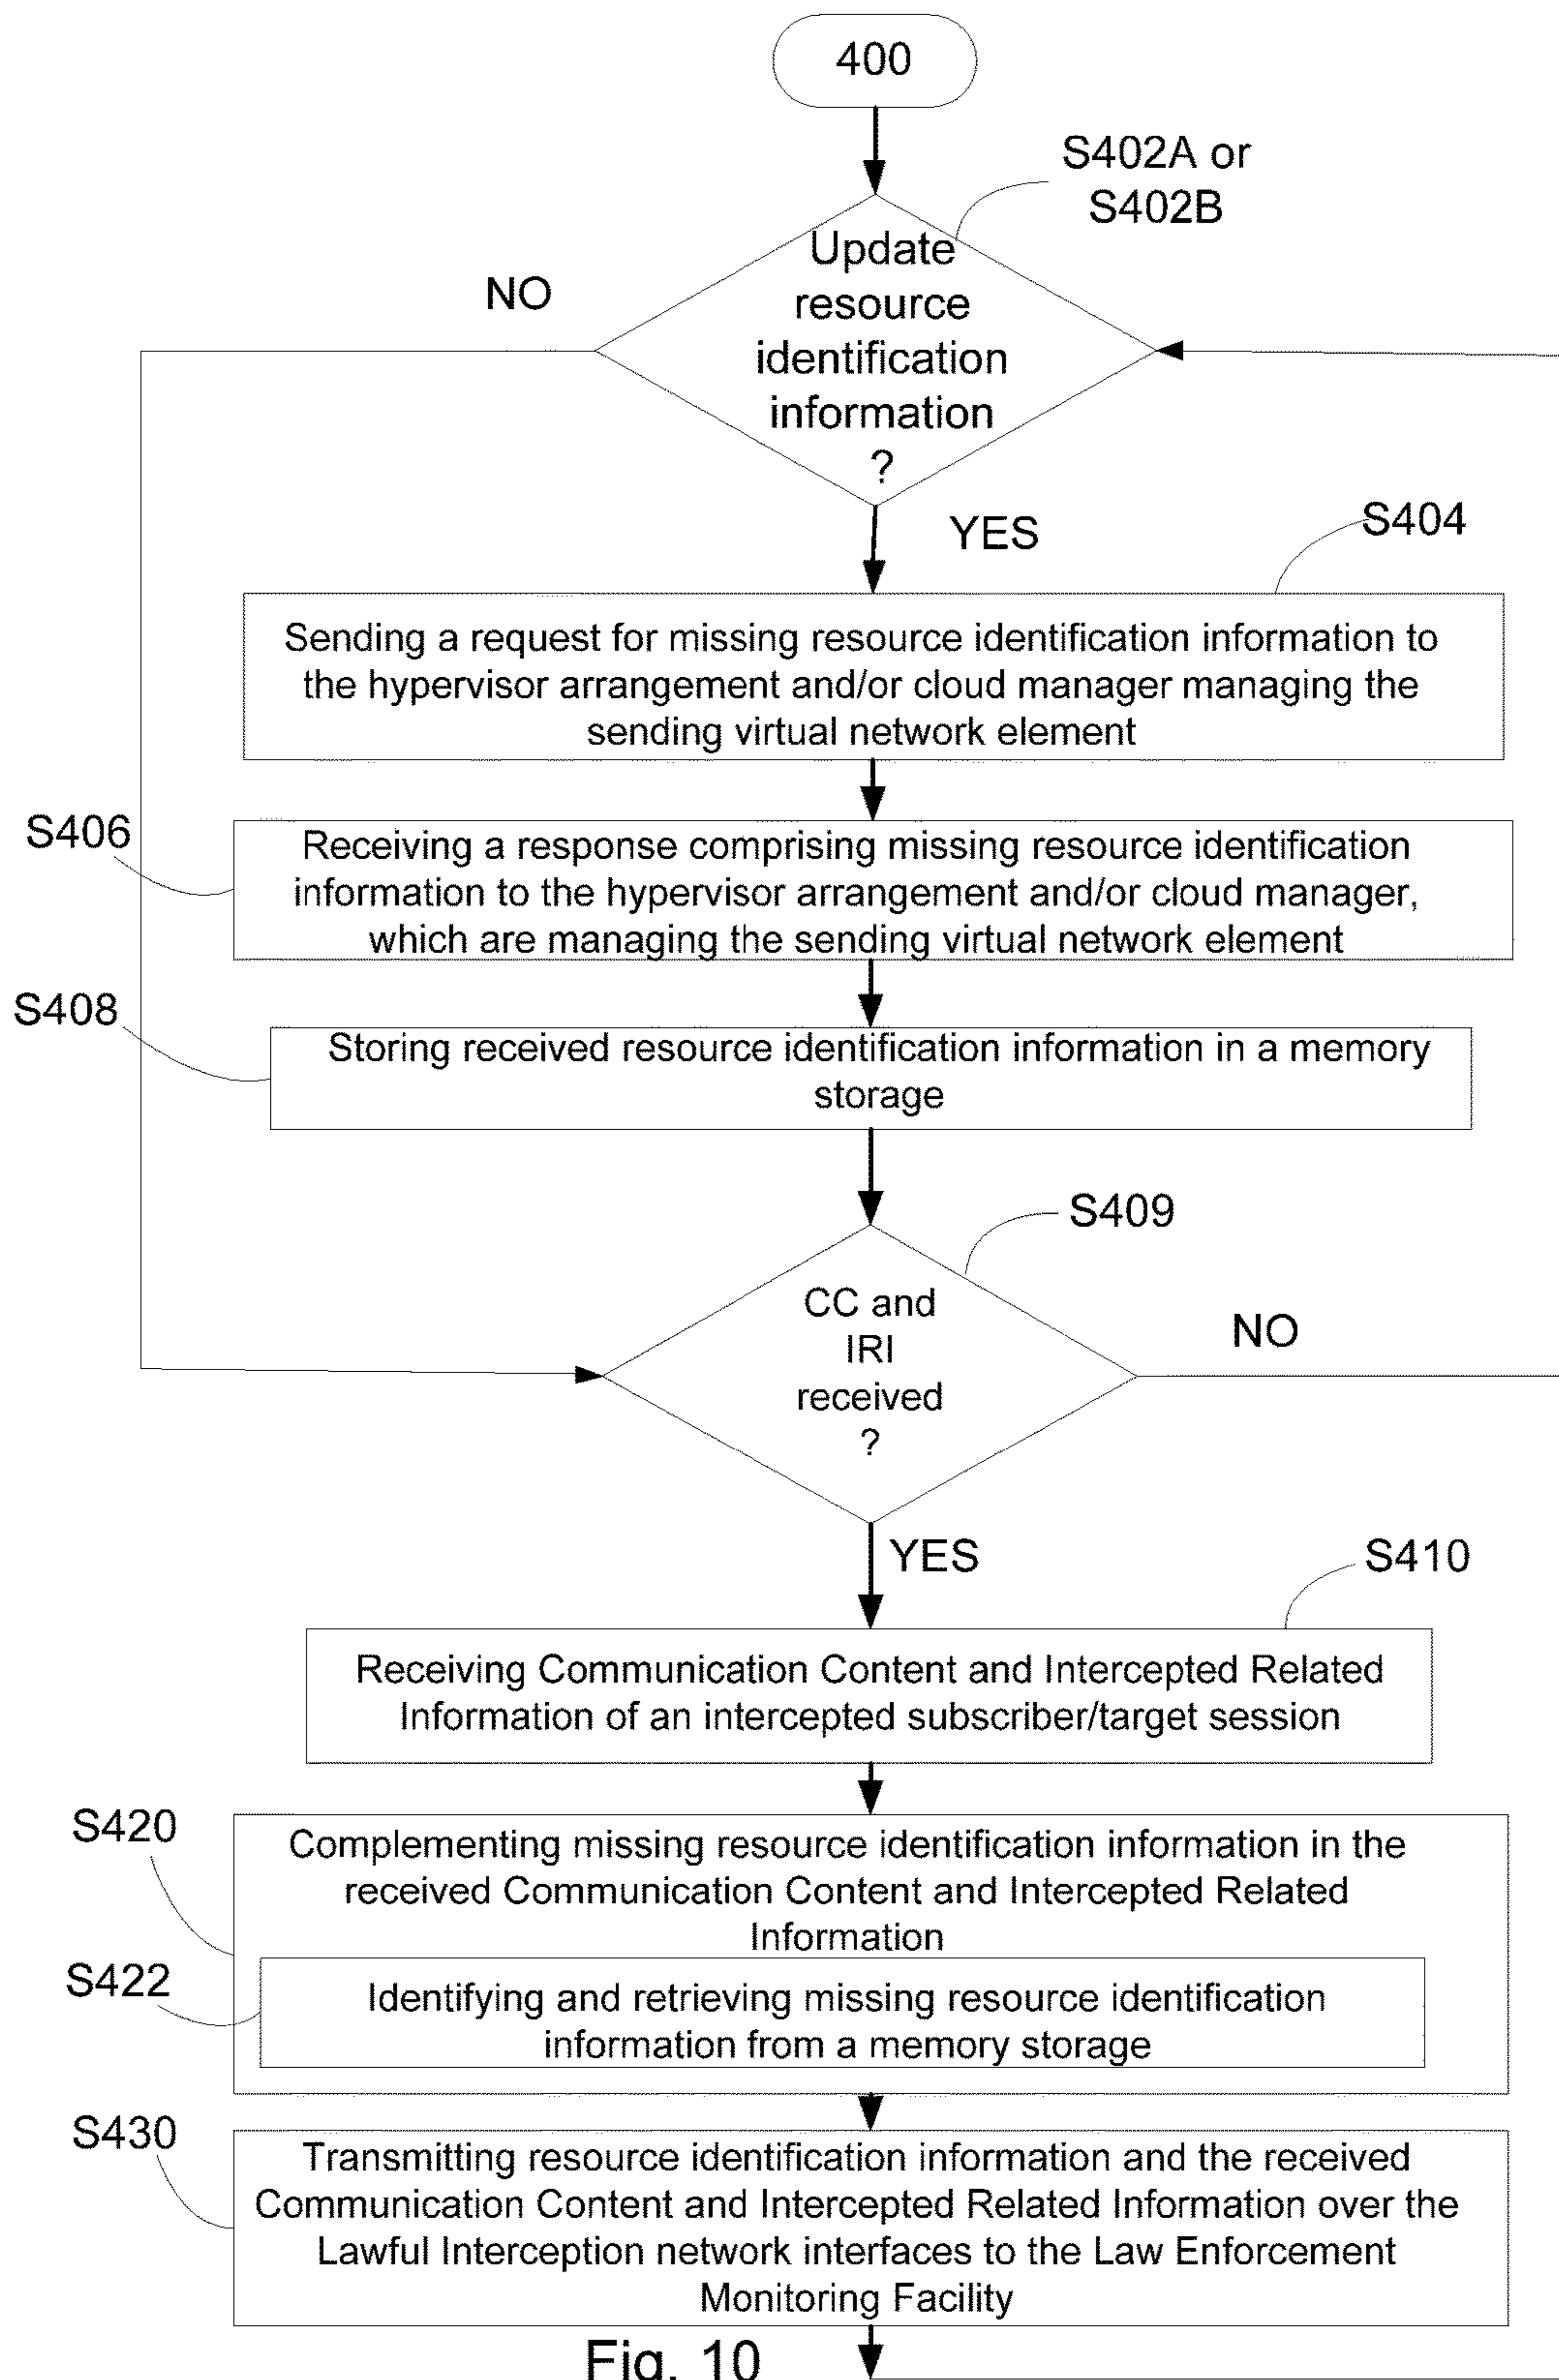 400
S402A or
S402B
Update
resource
identification
information
?
NO
YES
S404
Sending a request for missing resource identification information to
the hypervisor arrangement and/or cloud manager managing the
sending virtual network element
S406
Receiving a response comprising missing resource identification
information to the hypervisor arrangement and/or cloud manager,
which are managing the sending virtual network element
S408
Storing received resource identification information in a memory
storage
S409
CC and
IRI
received
?
NO
YES
S410
Receiving Communication Content and Intercepted Related
Information of an intercepted subscriber/target session
S420
Complementing missing resource identification information in the
received Communication Content and Intercepted Related
Information
S422
Identifying and retrieving missing resource identification
information from a memory storage
S430
Transmitting resource identification information and the received
Communication Content and Intercepted Related Information over the
Lawful Interception network interfaces to the Law Enforcement
Monitoring Facility
Fig. 10